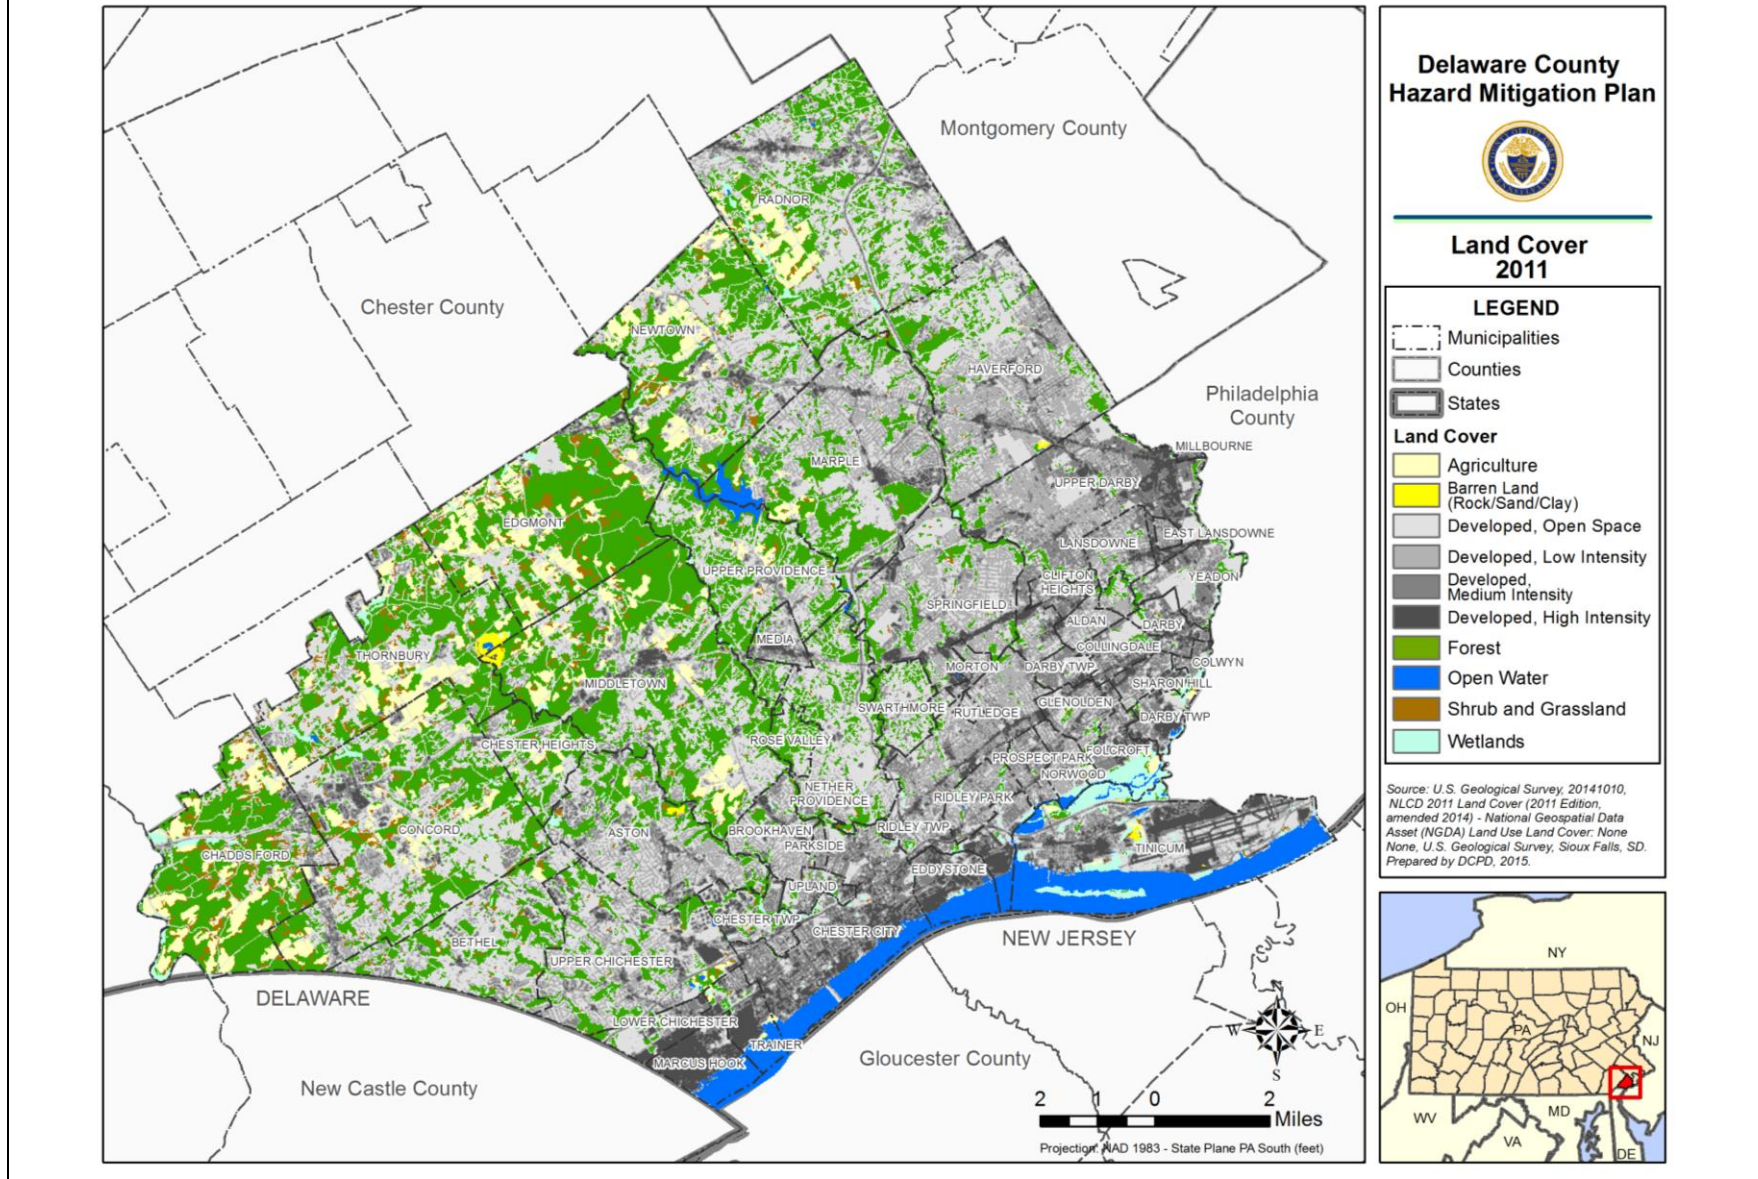 Delaware County
Hazard Mitigation Plan
Land Cover
2011
LEGEND
Municipalities
Counties
States
Land Cover
Agriculture
Barren Land
(Rock/Sand/Clay)
Developed, Open Space
Developed, Low Intensity
Developed,
Medium Intensity
Developed, High Intensity
Forest
Open Water
Shrub and Grassland
Wetlands
Source: U.S. Geological Survey, 20141010,
NLCD 2011 Land Cover (2011 Edition,
amended 2014) - National Geospatial Data
Asset (NGDA) Land Use Land Cover: None
None, U.S. Geological Survey, Sioux Falls, SD.
Prepared by DCPD, 2015.
Montgomery County
Chester County
Philadelphia
County
RADNOR
NEWTOWN
HAVERFORD
MILLBOURNE
MARPLE
UPPER DARBY
EDGMONT
EAST LANSDOWNE
LANSDOWNE
UPPER PROVIDENCE
CLIFTON
HEIGHTS
YEADON
SPRINGFIELD
ALDAN
DARBY
MEDIA
COLLINGDALE
THORNBURY
MORTON
DARBY TWP
COLWYN
MIDDLETOWN
SHARON HILL
SWARTHMORE
RUTLEDGE
GLENOLDEN
DARBY TWP
CHESTER HEIGHTS
ROSE VALLEY
FOLCROFT
PROSPECT PARK
NORWOOD
NETHER
PROVIDENCE
RIDLEY PARK
CONCORD
ASTON
BROOKHAVEN
PARKSIDE
RIDLEY TWP
CHADDS FORD
TINICUM
EDDYSTONE
UPLAND
CHESTER TWP
CHESTER CITY
BETHEL
NEW JERSEY
UPPER CHICHESTER
DELAWARE
LOWER CHICHESTER
TRAINER
MARCUS HOOK
Gloucester County
New Castle County
W
E
S
2 1 0 2
Miles
Projection: NAD 1983 - State Plane PA South (feet)
NY
OH
PA
NJ
WV
MD
VA
DE